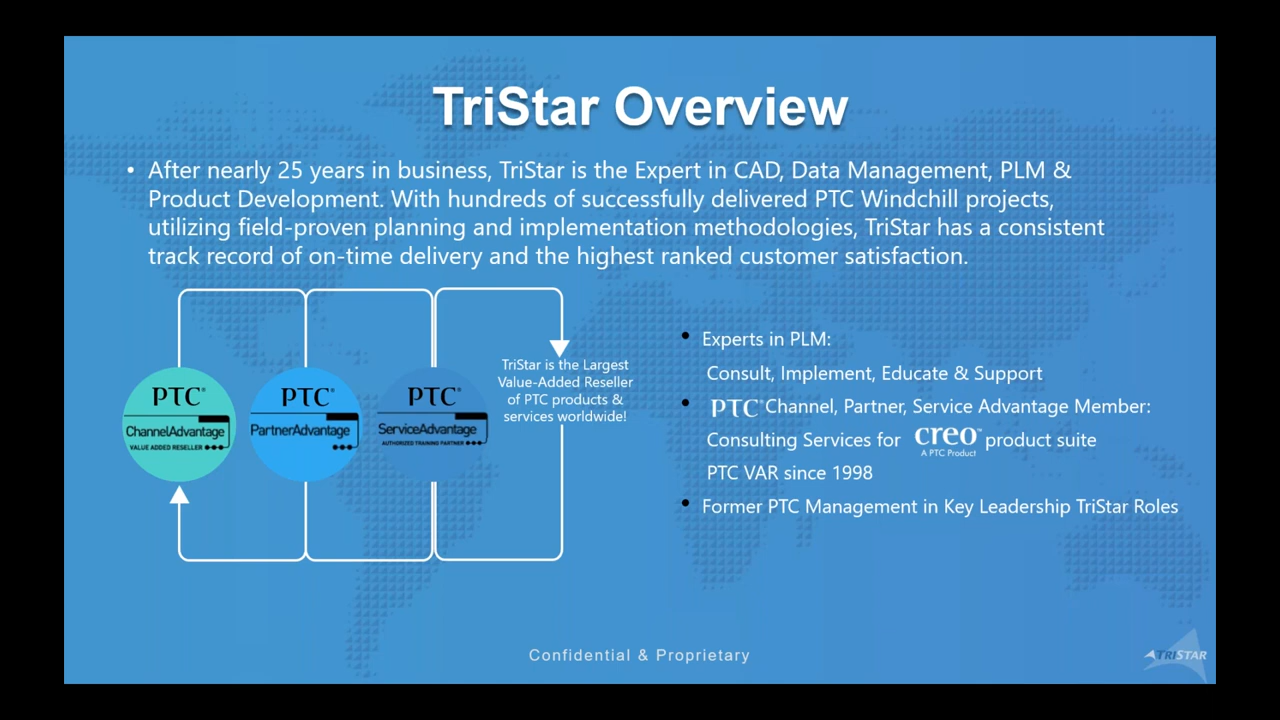 TriStar Overview
• After nearly 25 years in business, TriStar is the Expert in CAD, Data Management, PLM &
Product Development. With hundreds of successfully delivered PTC Windchill projects,
utilizing field-proven planning and implementation methodologies, TriStar has a consistent
track record of on-time delivery and the highest ranked customer satisfaction.
PTC®
ChannelAdvantage
VALUE ADDED RESELLER
PTC®
PartnerAdvantage
PTC®
ServiceAdvantage
AUTHORIZED TRAINING PARTNER
TriStar is the Largest
Value-Added Reseller
of PTC products &
services worldwide!
• Experts in PLM:
Consult, Implement, Educate & Support
• PTC® Channel, Partner, Service Advantage Member:
Consulting Services for creo™ product suite
A PTC Product
PTC VAR since 1998
• Former PTC Management in Key Leadership TriStar Roles
Confidential & Proprietary
TRISTAR